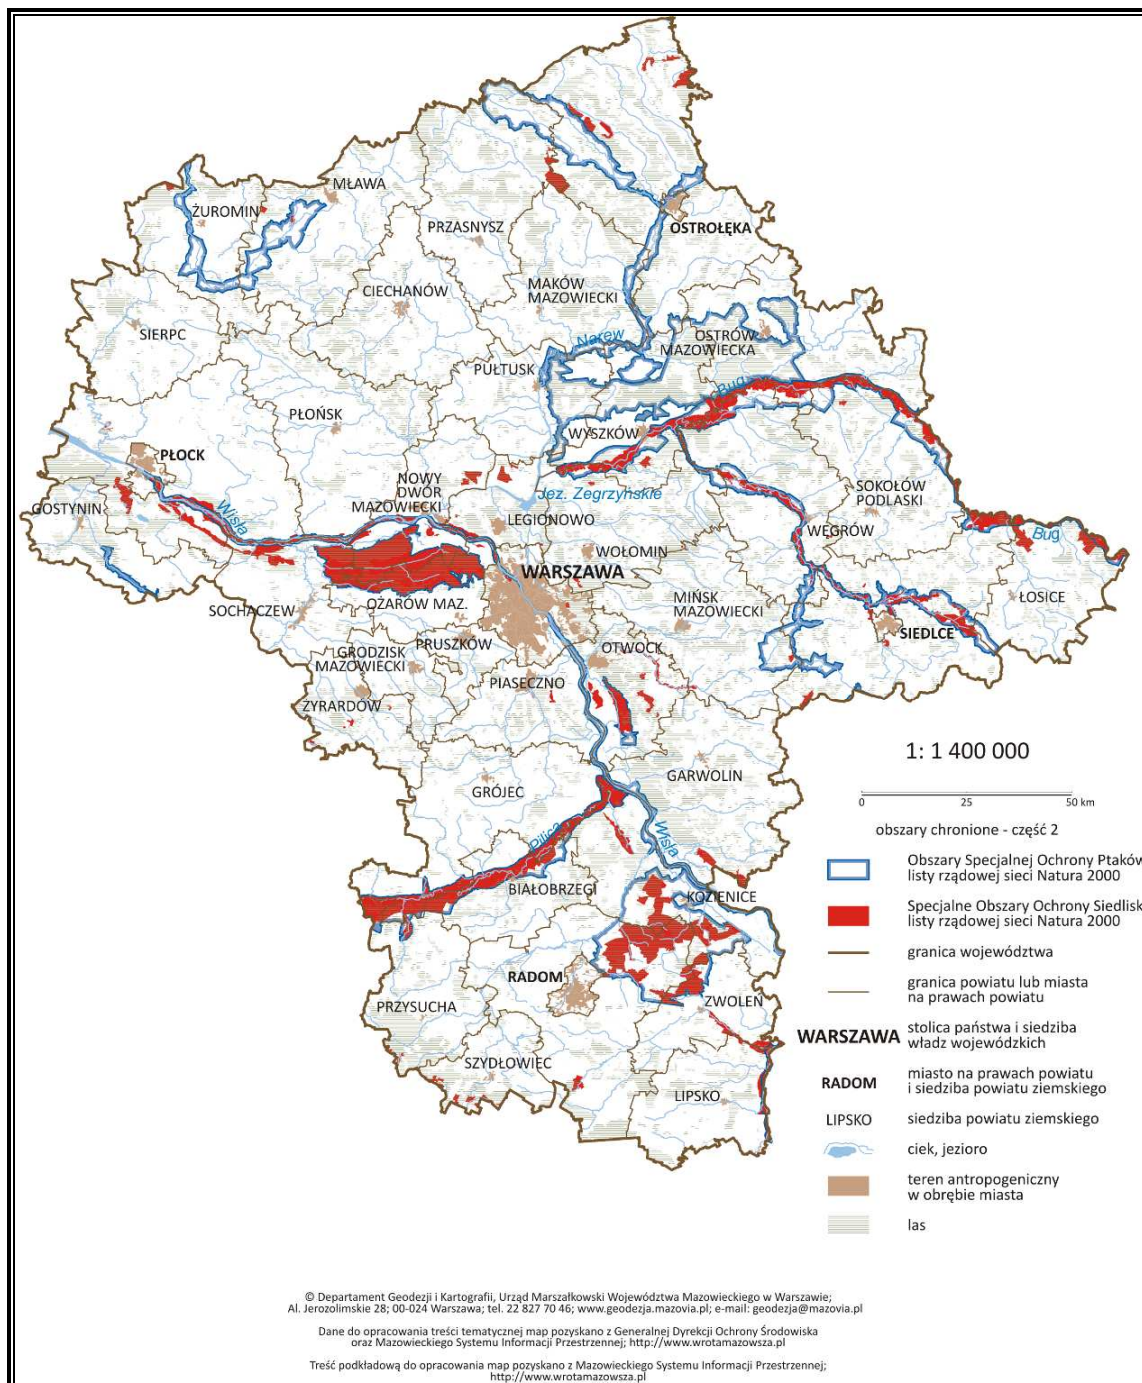 MŁAWA
ŻUROMIN
PRZASNYSZ
OSTROŁĘKA
CIECHANÓW
MAKÓW
MAZOWIECKI
SIERPC
Narew
OSTRÓW
MAZOWIECKA
PUŁTUSK
Bug
PŁOŃSK
WYSZKÓW
PŁOCK
NOWY
DWÓR
MAZOWIECKI
Jez. Zegrzyńskie
SOKOŁÓW
PODLASKI
GOSTYNIN
Wisła
LEGIONOWO
WĘGRÓW
Bug
WOŁOMIN
WARSZAWA
SOCHACZEW
OŻARÓW MAZ.
MIŃSK
MAZOWIECKI
ŁOSICE
SIEDLCE
PRUSZKÓW
GRODZISK
MAZOWIECKI
OTWOCK
PIASECZNO
ŻYRARDÓW
GARWOLIN
GRÓJEC
Pilica
Wisła
BIAŁOBRZEGI
KOZIENICE
RADOM
ZWOLEŃ
PRZYSUCHA
SZYDŁOWIEC
LIPSKO
1: 1 400 000
0 25 50 km
obszary chronione - część 2
Obszary Specjalnej Ochrony Ptaków
listy rządowej sieci Natura 2000
Specjalne Obszary Ochrony Siedlisk
listy rządowej sieci Natura 2000
granica województwa
granica powiatu lub miasta
na prawach powiatu
WARSZAWA stolica państwa i siedziba
władz wojewódzkich
RADOM miasto na prawach powiatu
i siedziba powiatu ziemskiego
LIPSKO siedziba powiatu ziemskiego
ciek, jezioro
teren antropogeniczny
w obrębie miasta
las
© Departament Geodezji i Kartografii, Urząd Marszałkowski Województwa Mazowieckiego w Warszawie;
Al. Jerozolimskie 28; 00-024 Warszawa; tel. 22 827 70 46; www.geodezja.mazovia.pl; e-mail: geodezja@mazovia.pl
Dane do opracowania treści tematycznej map pozyskano z Generalnej Dyrekcji Ochrony Środowiska
oraz Mazowieckiego Systemu Informacji Przestrzennej; http://www.wrotamazowsza.pl
Treść podkładową do opracowania map pozyskano z Mazowieckiego Systemu Informacji Przestrzennej;
http://www.wrotamazowsza.pl